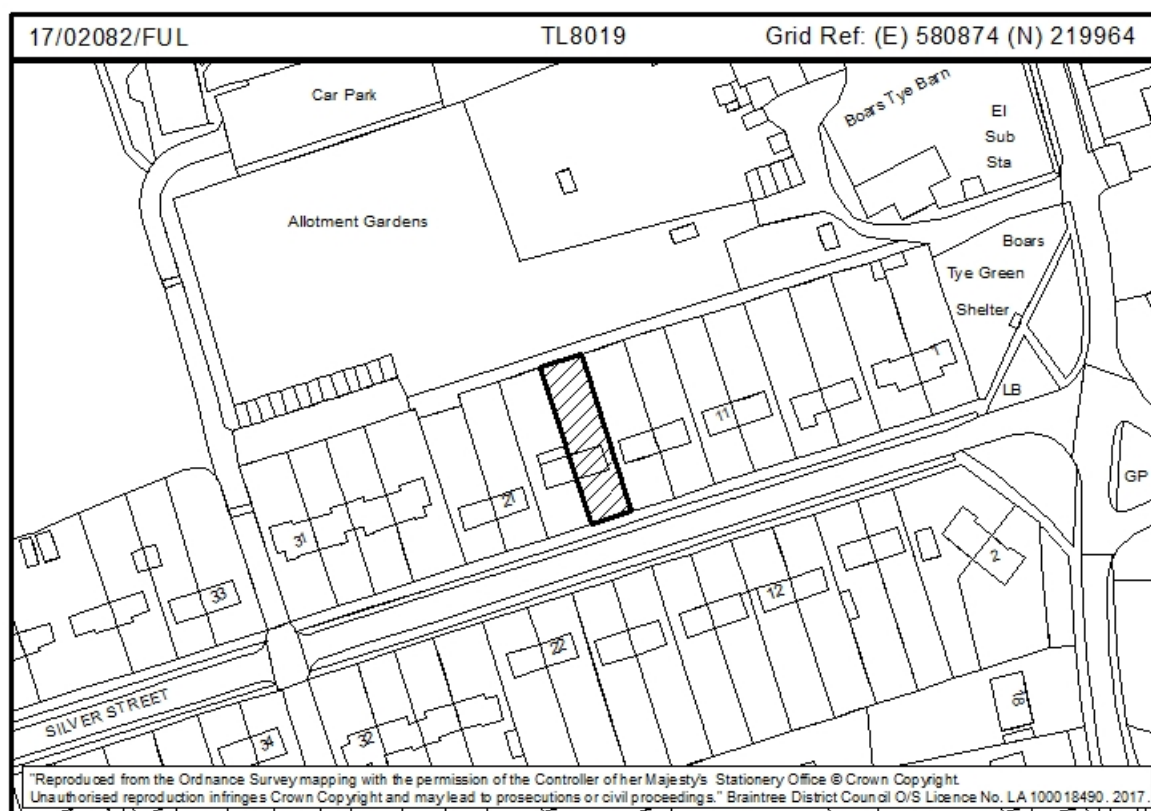 17/02082/FUL TL8019 Grid Ref: (E) 580874 (N) 219964
Car Park
Boars Tye Barn
El
Sub
Sta
Allotment Gardens
Boars
Tye Green
Shelter
1
LB
11
GP
21
31
2
33
12
22
SILVER STREET
18
34
32
"Reproduced from the Ordnance Survey mapping with the permission of the Controller of her Majesty's Stationery Office © Crown Copyright.
Unauthorised reproduction infringes Crown Copyright and may lead to prosecutions or civil proceedings." Braintree District Council O/S Licence No. LA 100018490. 2017.